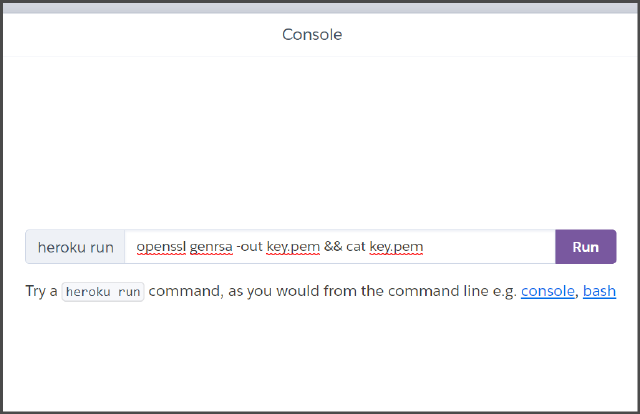 Console
heroku run openssl genrsa -out key.pem && cat key.pem Run
Try a heroku run command, as you would from the command line e.g. console, bash